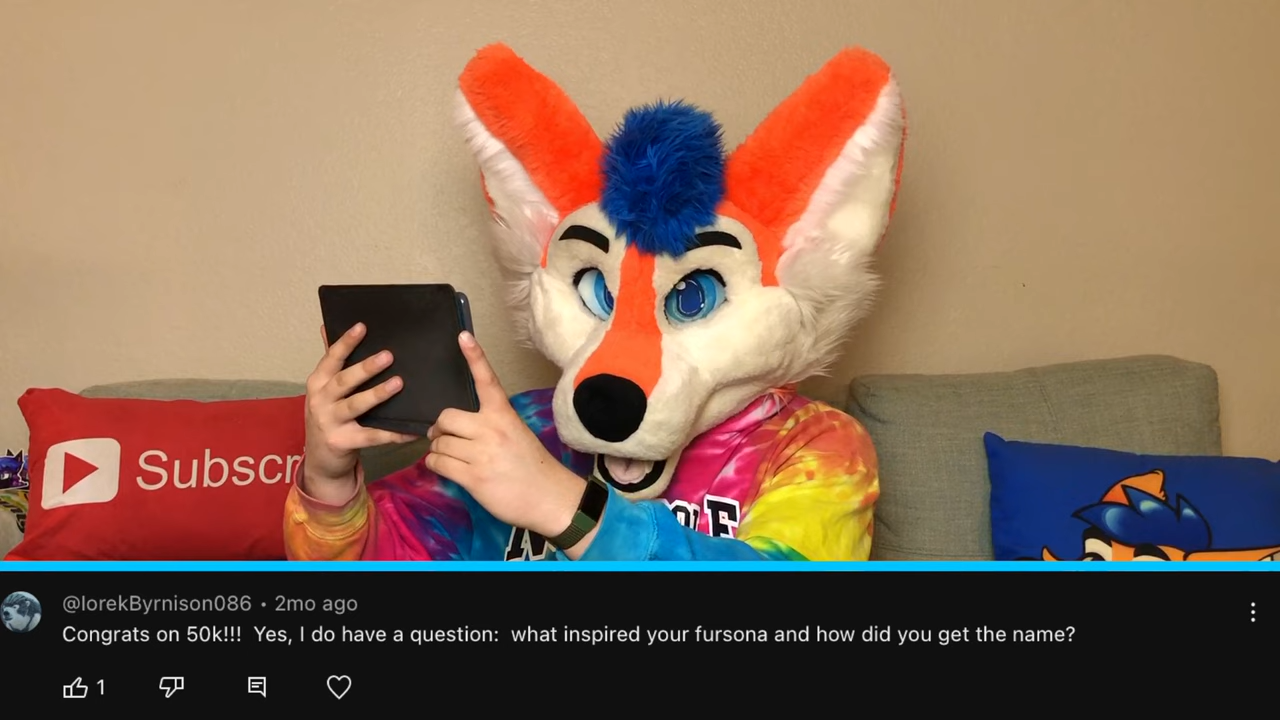 Subscr
@IorekByrnison086 • 2mo ago
Congrats on 50k!!!  Yes, I do have a question:  what inspired your fursona and how did you get the name?
1